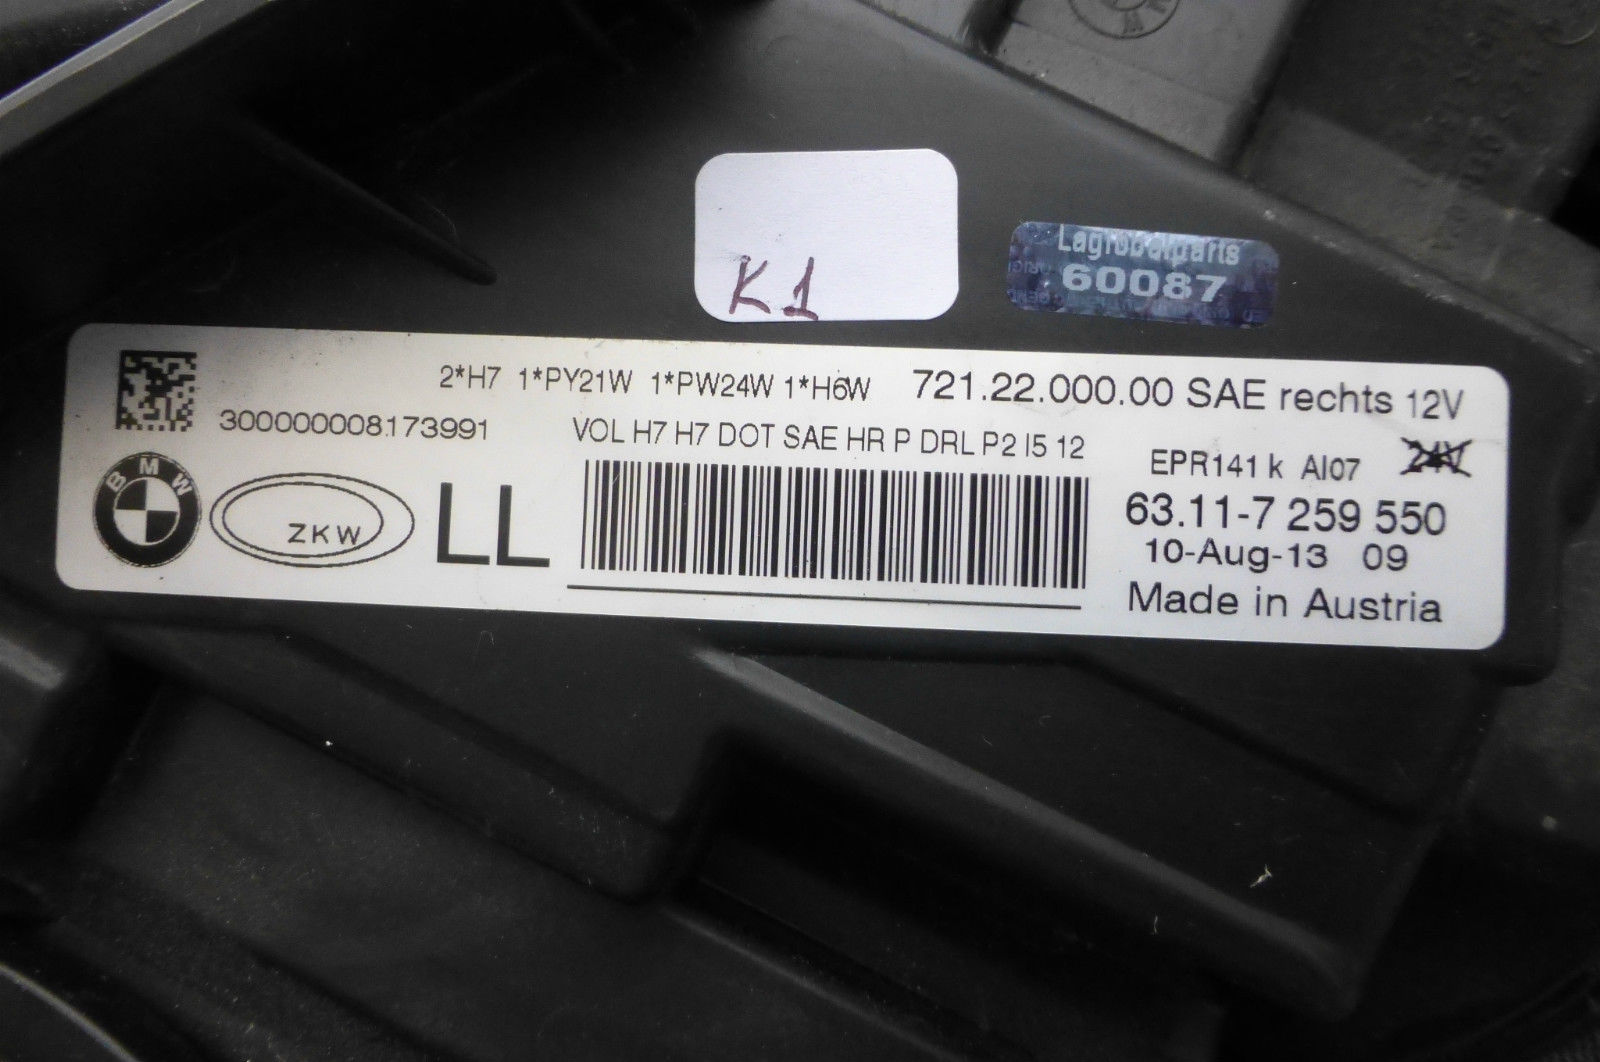 K1
Lagrobalparts
60087
2*H7 1*PY21W 1*PW24W 1*H6W 721.22.000.00 SAE rechts 12V
300000008173991
VOL H7 H7 DOT SAE HR P DRL P2 I5 12
EPR141 k AI07 24V
BMW
ZKW
LL
63.11-7 259 550
10-Aug-13 09
Made in Austria